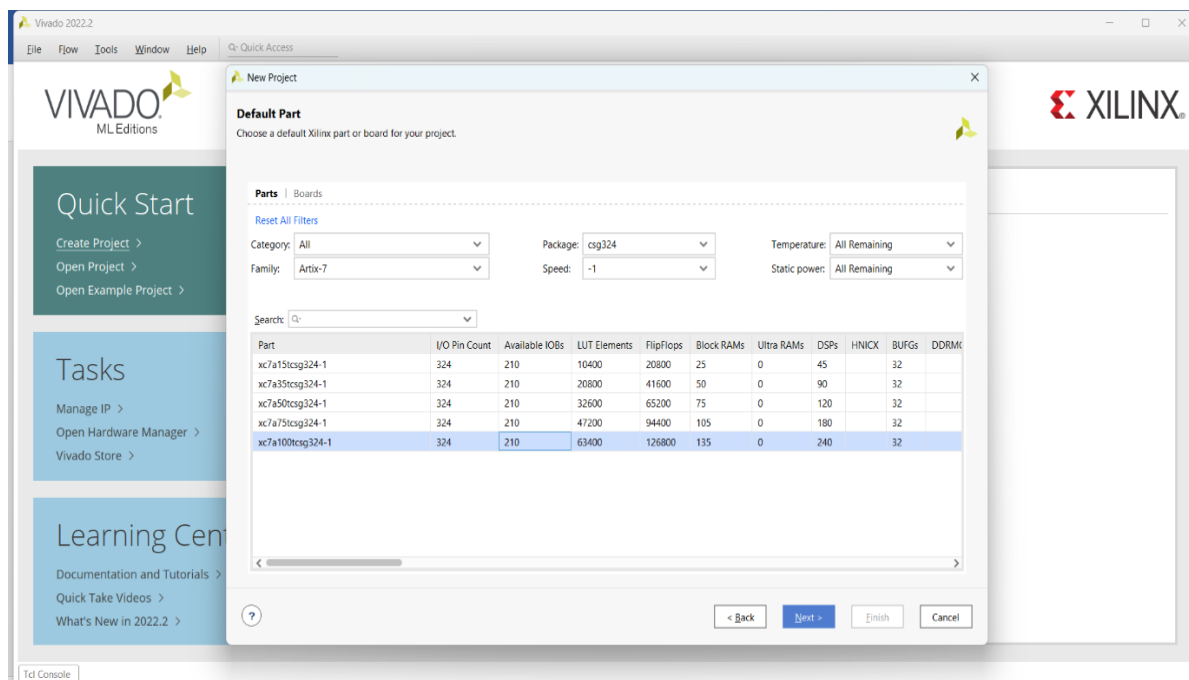 Vivado 2022.2
File Flow Tools Window Help Quick Access
VIVADO.
ML Editions
XILINX.
New Project
Default Part
Choose a default Xilinx part or board for your project.
Parts | Boards
Reset All Filters
Category: All Package: csg324 Temperature: All Remaining
Family: Artix-7 Speed: -1 Static power: All Remaining
Search:
Part I/O Pin Count Available IOBs LUT Elements FlipFlops Block RAMs Ultra RAMs DSPs HNICX BUFGs
xc7a15tcsg324-1 324 210 10400 20800 25 0 45 32
xc7a35tcsg324-1 324 210 20800 41600 50 0 90 32
xc7a50tcsg324-1 324 210 32600 65200 75 0 120 32
xc7a75tcsg324-1 324 210 47200 94400 105 0 180 32
xc7a100tcsg324-1 324 210 63400 126800 135 0 240 32
? < Back Next > Finish Cancel
Quick Start
Create Project >
Open Project >
Open Example Project >
Tasks
Manage IP >
Open Hardware Manager >
Vivado Store >
Learning Cen
Documentation and Tutorials >
Quick Take Videos >
What's New in 2022.2 >
Tcl Console